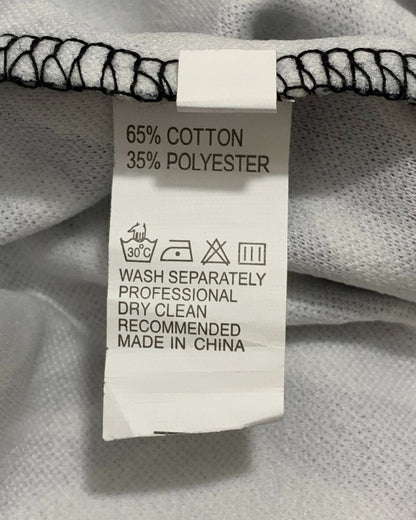 65% COTTON
35% POLYESTER
30°C
WASH SEPARATELY
PROFESSIONAL
DRY CLEAN
RECOMMENDED
MADE IN CHINA